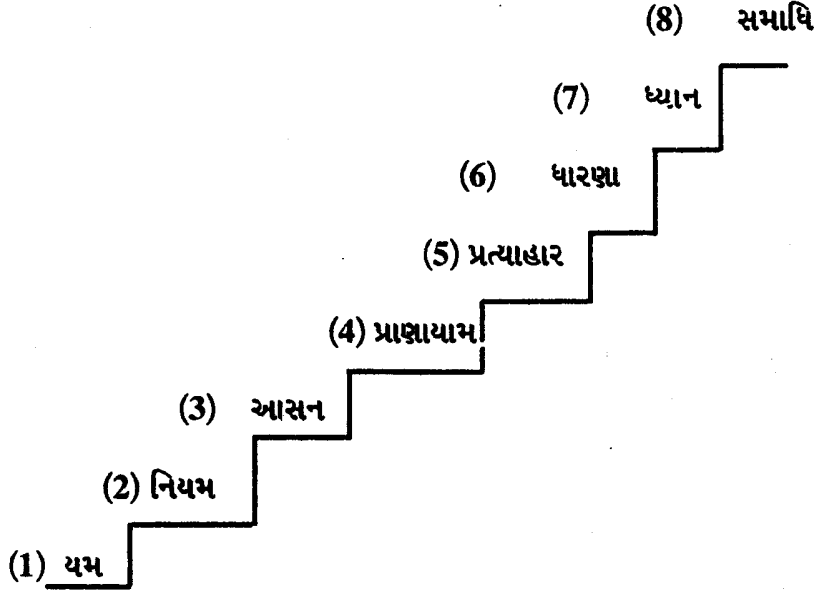 (8) સમાધિ
(7) ધ્યાન
(6) ધારણા
(5) પ્રત્યાહાર
(4) પ્રાણાયામ
(3) આસન
(2) નિયમ
(1) યમ